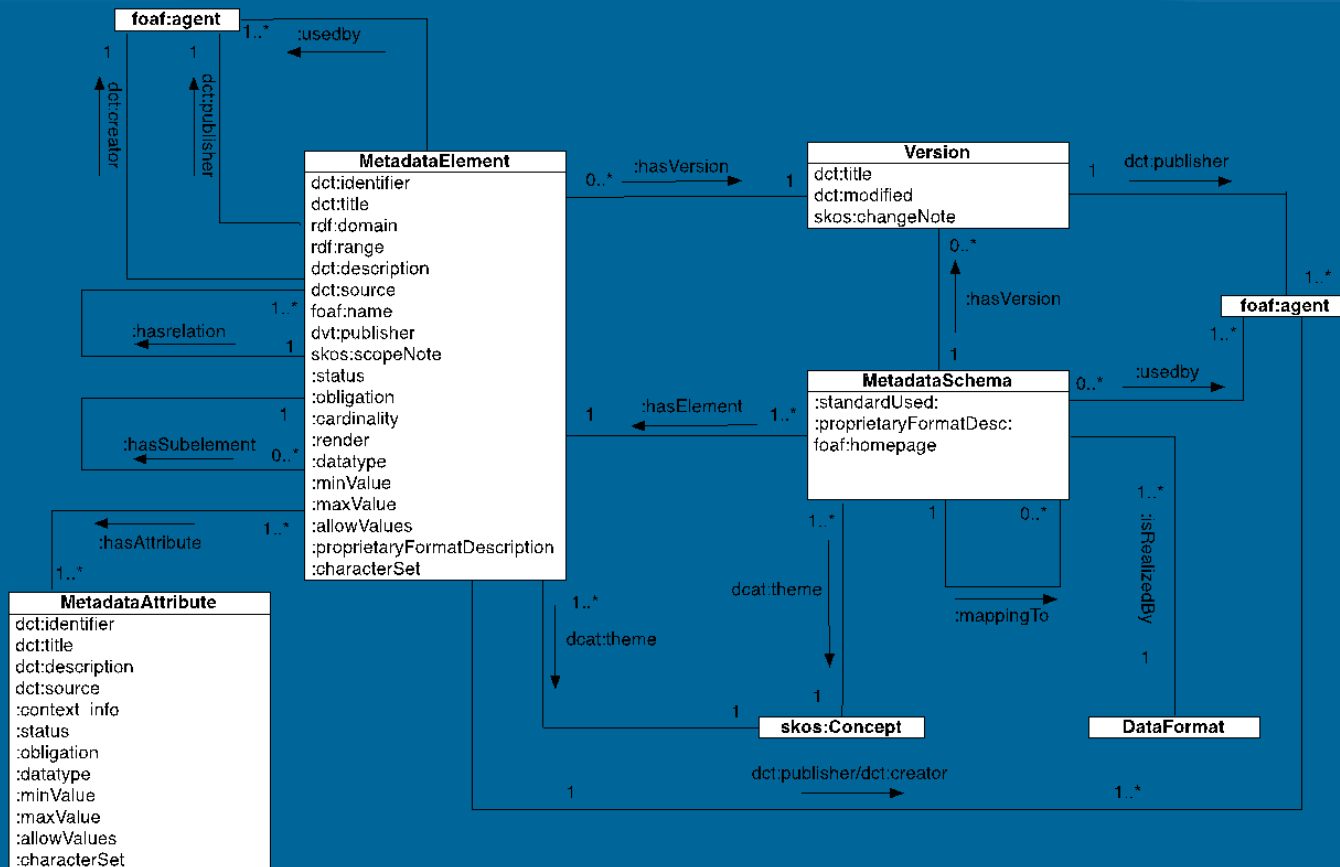 foaf:agent
1..*
:usedby
1
1
dct:creator
dct:publisher
MetadataElement
dct:identifier
dct:title
rdf:domain
rdf:range
dct:description
dct:source
foaf:name
dvt:publisher
skos:scopeNote
:status
:obligation
:cardinality
:render
:datatype
:minValue
:maxValue
:allowValues
:proprietaryFormatDescription
:characterSet
0..*
:hasVersion
1
Version
dct:title
dct:modified
skos:changeNote
1
dct:publisher
1..*
foaf:agent
1..*
0..*
:hasVersion
1
1..*
:hasrelation
1
1
:hasSubelement
0..*
1
:hasElement
1..*
MetadataSchema
:standardUsed:
:proprietaryFormatDesc:
foaf:homepage
0..*
:usedby
1..*
:hasAttribute
1..*
MetadataAttribute
dct:identifier
dct:title
dct:description
dct:source
:context_info
:status
:obligation
:datatype
:minValue
:maxValue
:allowValues
:characterSet
1..*
dcat:theme
1
1..*
dcat:theme
1
skos:Concept
1
0..*
:mappingTo
1..*
:isRealizedBy
1
DataFormat
1
dct:publisher/dct:creator
1..*